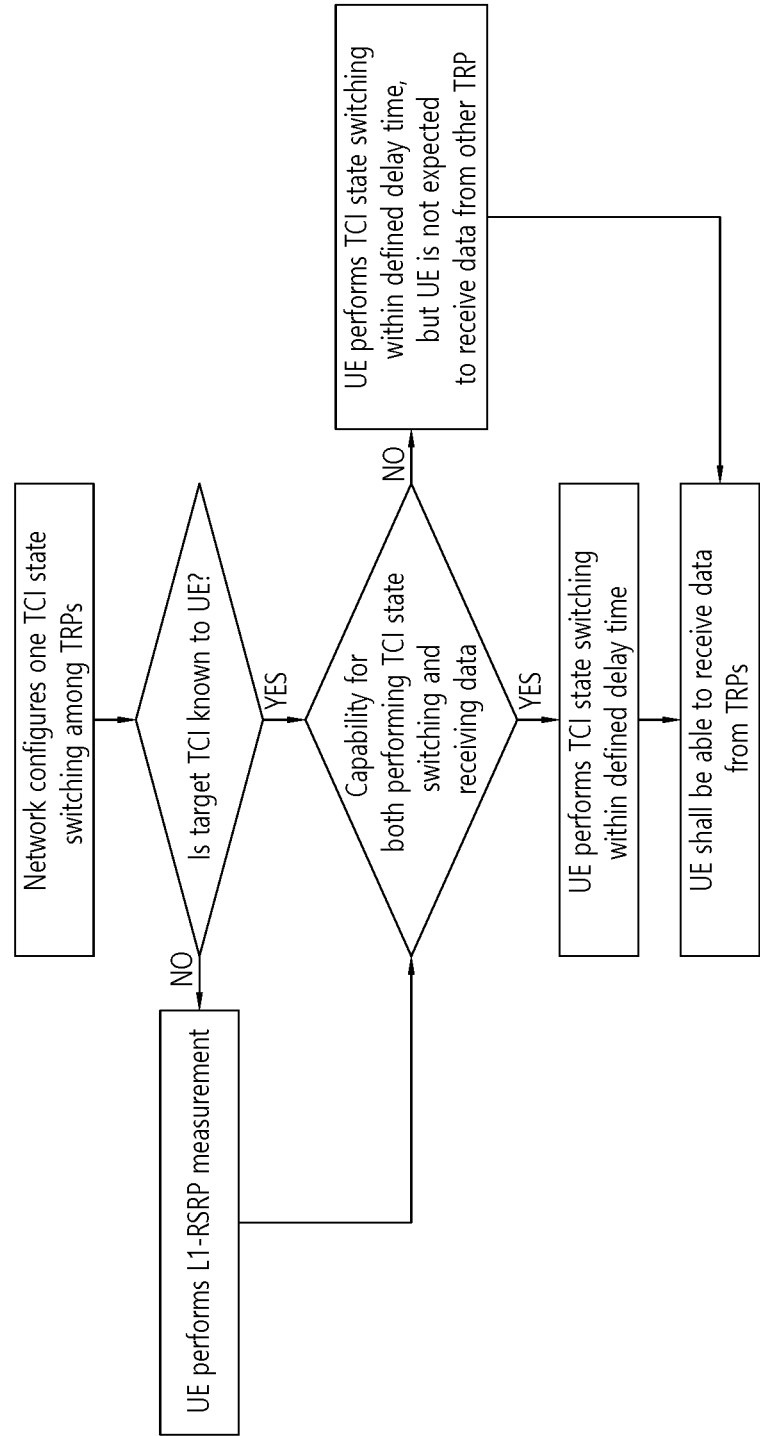 Network configures one TCI state
switching among TRPs
Is target TCI known to UE?
NO
YES
UE performs L1-RSRP measurement
Capability for
both performing TCI state
switching and
receiving data
NO
YES
UE performs TCI state switching
within defined delay time,
but UE is not expected
to receive data from other TRP
UE performs TCI state switching
within defined delay time
UE shall be able to receive data
from TRPs